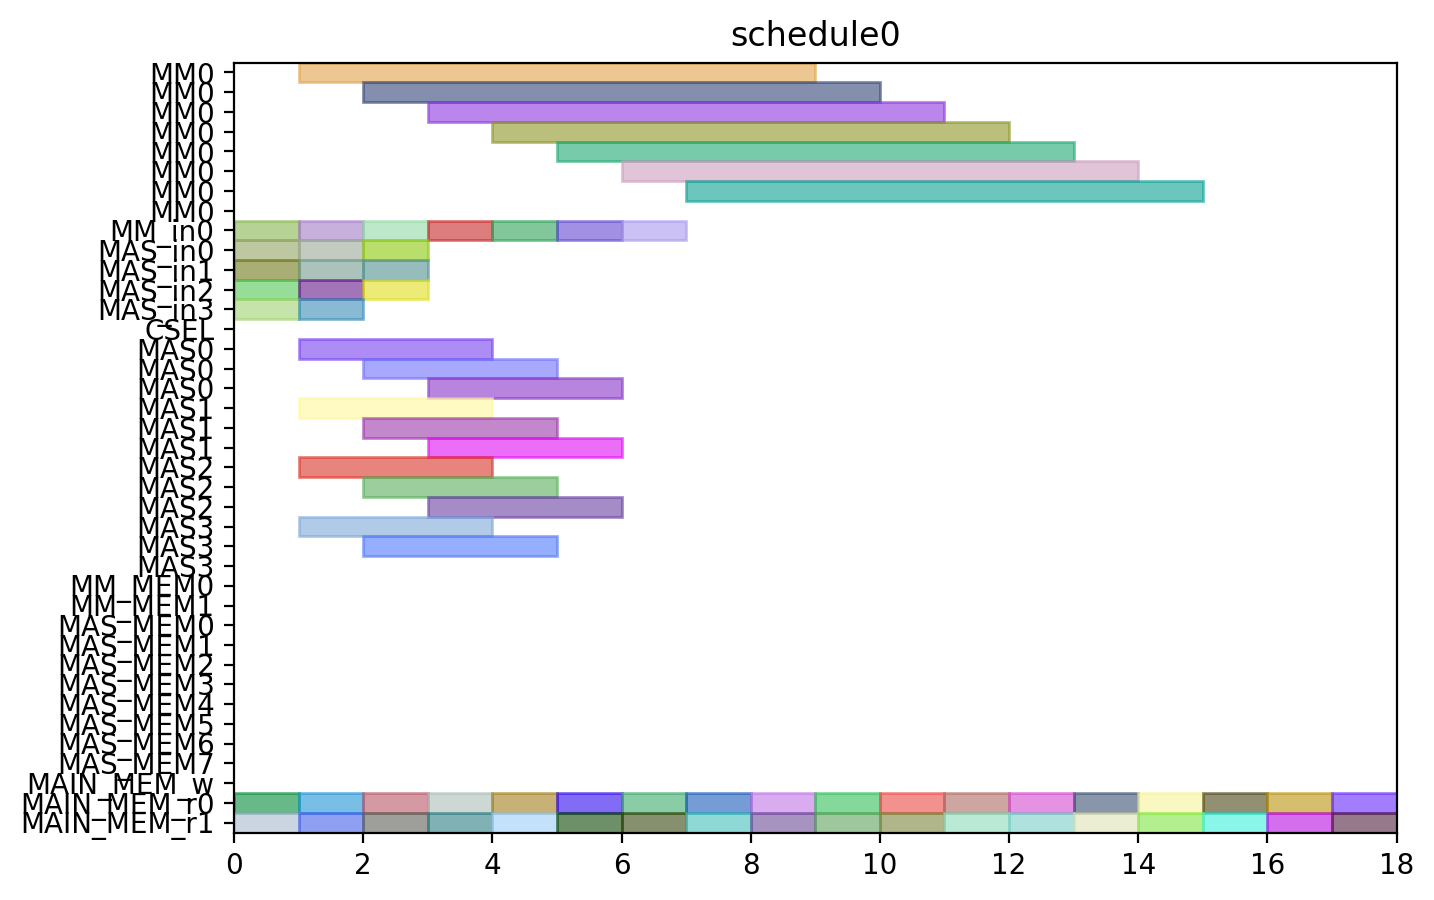 schedule0
MM0
MM0
MM0
MM0
MM0
MM0
MM0
MM0
MM_in0
MAS_in0
MAS_in1
MAS_in2
MAS_in3
CSEL
MAS0
MAS0
MAS0
MAS1
MAS1
MAS1
MAS2
MAS2
MAS2
MAS3
MAS3
MAS3
MM_MEM0
MM_MEM1
MAS_MEM0
MAS_MEM1
MAS_MEM2
MAS_MEM3
MAS_MEM4
MAS_MEM5
MAS_MEM6
MAS_MEM7
MAIN_MEM_w
MAIN_MEM_r0
MAIN_MEM_r1
0 2 4 6 8 10 12 14 16 18